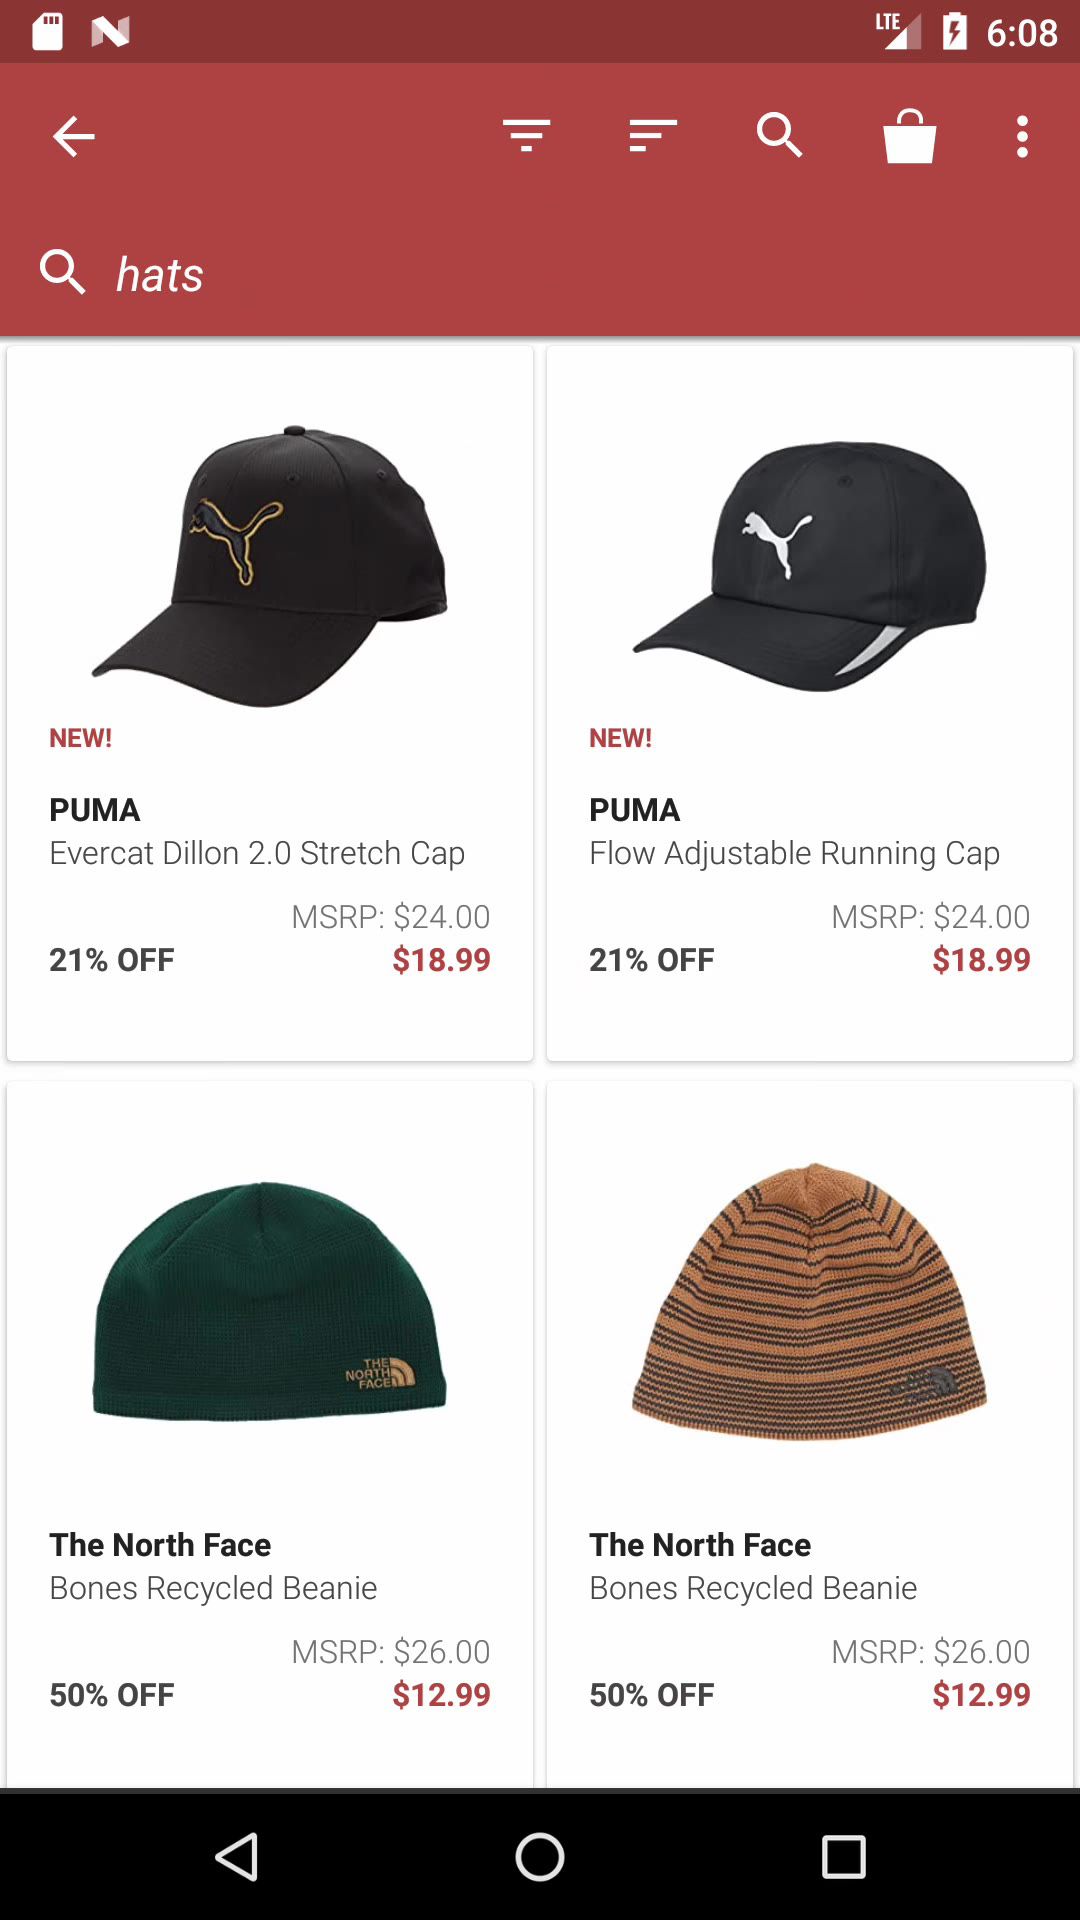 LTE 6:08
hats
NEW!
PUMA
Evercat Dillon 2.0 Stretch Cap
MSRP: $24.00
21% OFF $18.99
NEW!
PUMA
Flow Adjustable Running Cap
MSRP: $24.00
21% OFF $18.99
THE
NORTH
FACE
The North Face
Bones Recycled Beanie
MSRP: $26.00
50% OFF $12.99
The North Face
Bones Recycled Beanie
MSRP: $26.00
50% OFF $12.99